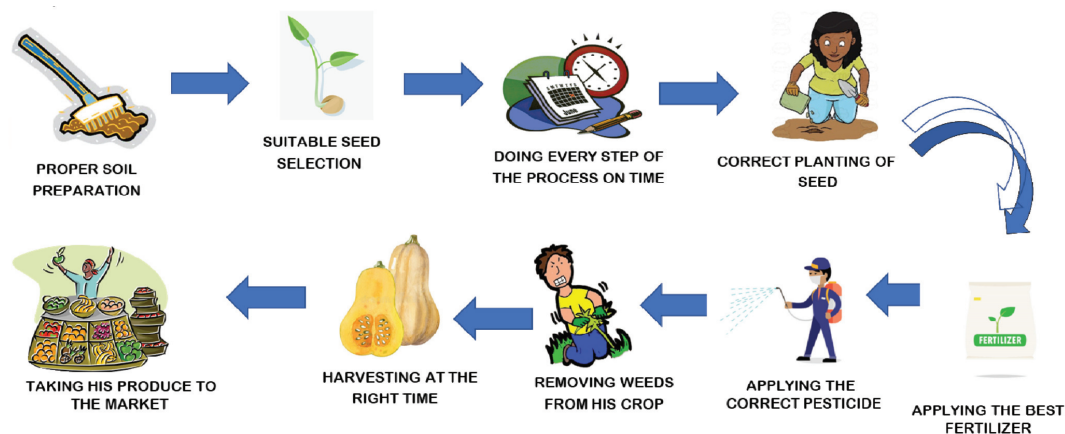 PROPER SOIL
PREPARATION
SUITABLE SEED
SELECTION
DOING EVERY STEP OF
THE PROCESS ON TIME
CORRECT PLANTING OF
SEED
FERTILIZER
APPLYING THE BEST
FERTILIZER
APPLYING THE
CORRECT PESTICIDE
REMOVING WEEDS
FROM HIS CROP
HARVESTING AT THE
RIGHT TIME
TAKING HIS PRODUCE TO
THE MARKET